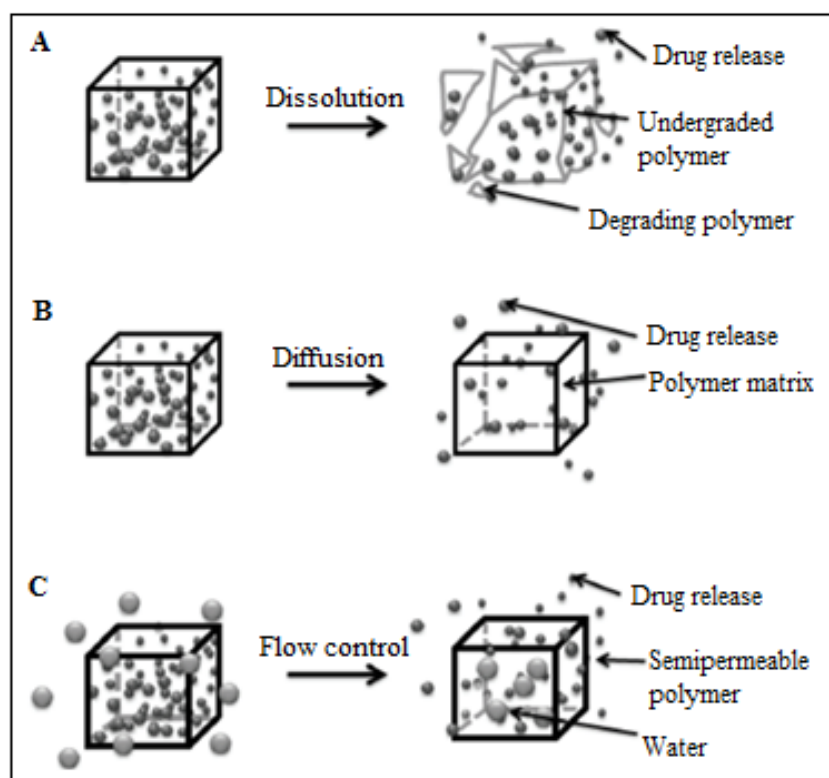 A
Dissolution
Drug release
Undergraded
polymer
Degrading polymer
B
Diffusion
Drug release
Polymer matrix
C
Flow control
Drug release
Semipermeable
polymer
Water